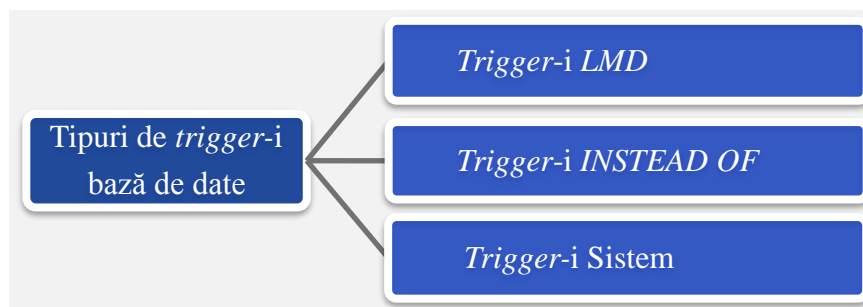 Tipuri de trigger-i
bază de date
Trigger-i LMD
Trigger-i INSTEAD OF
Trigger-i Sistem